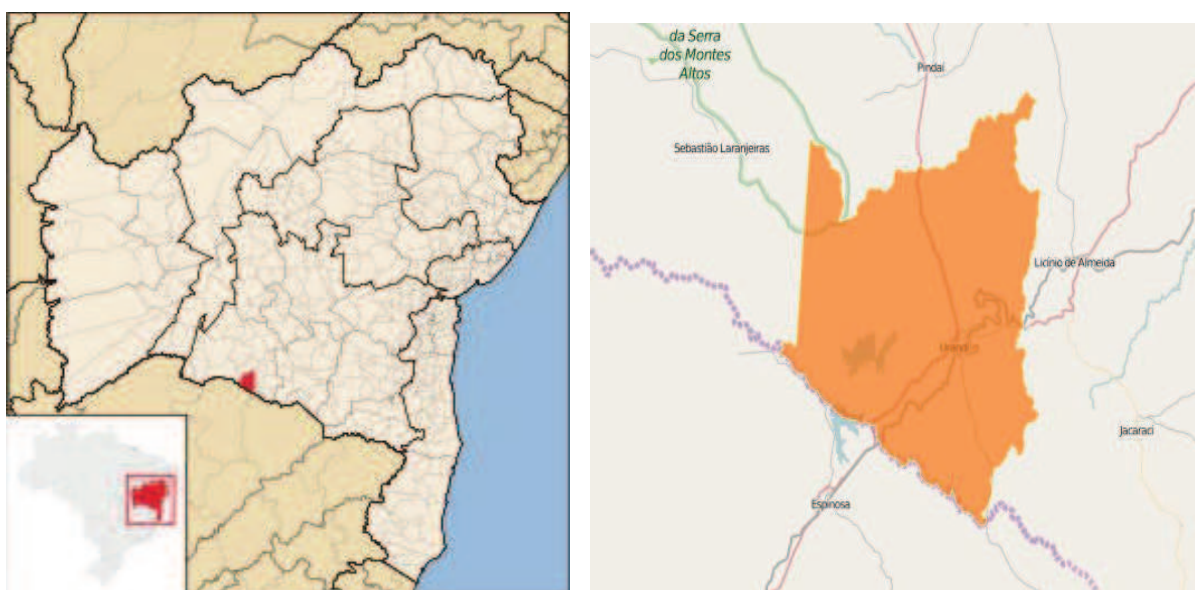 da Serra
dos Montes
Altos
Pindaí
Sebastião Laranjeiras
Licínio de Almeida
Jacaraci
Espinosa